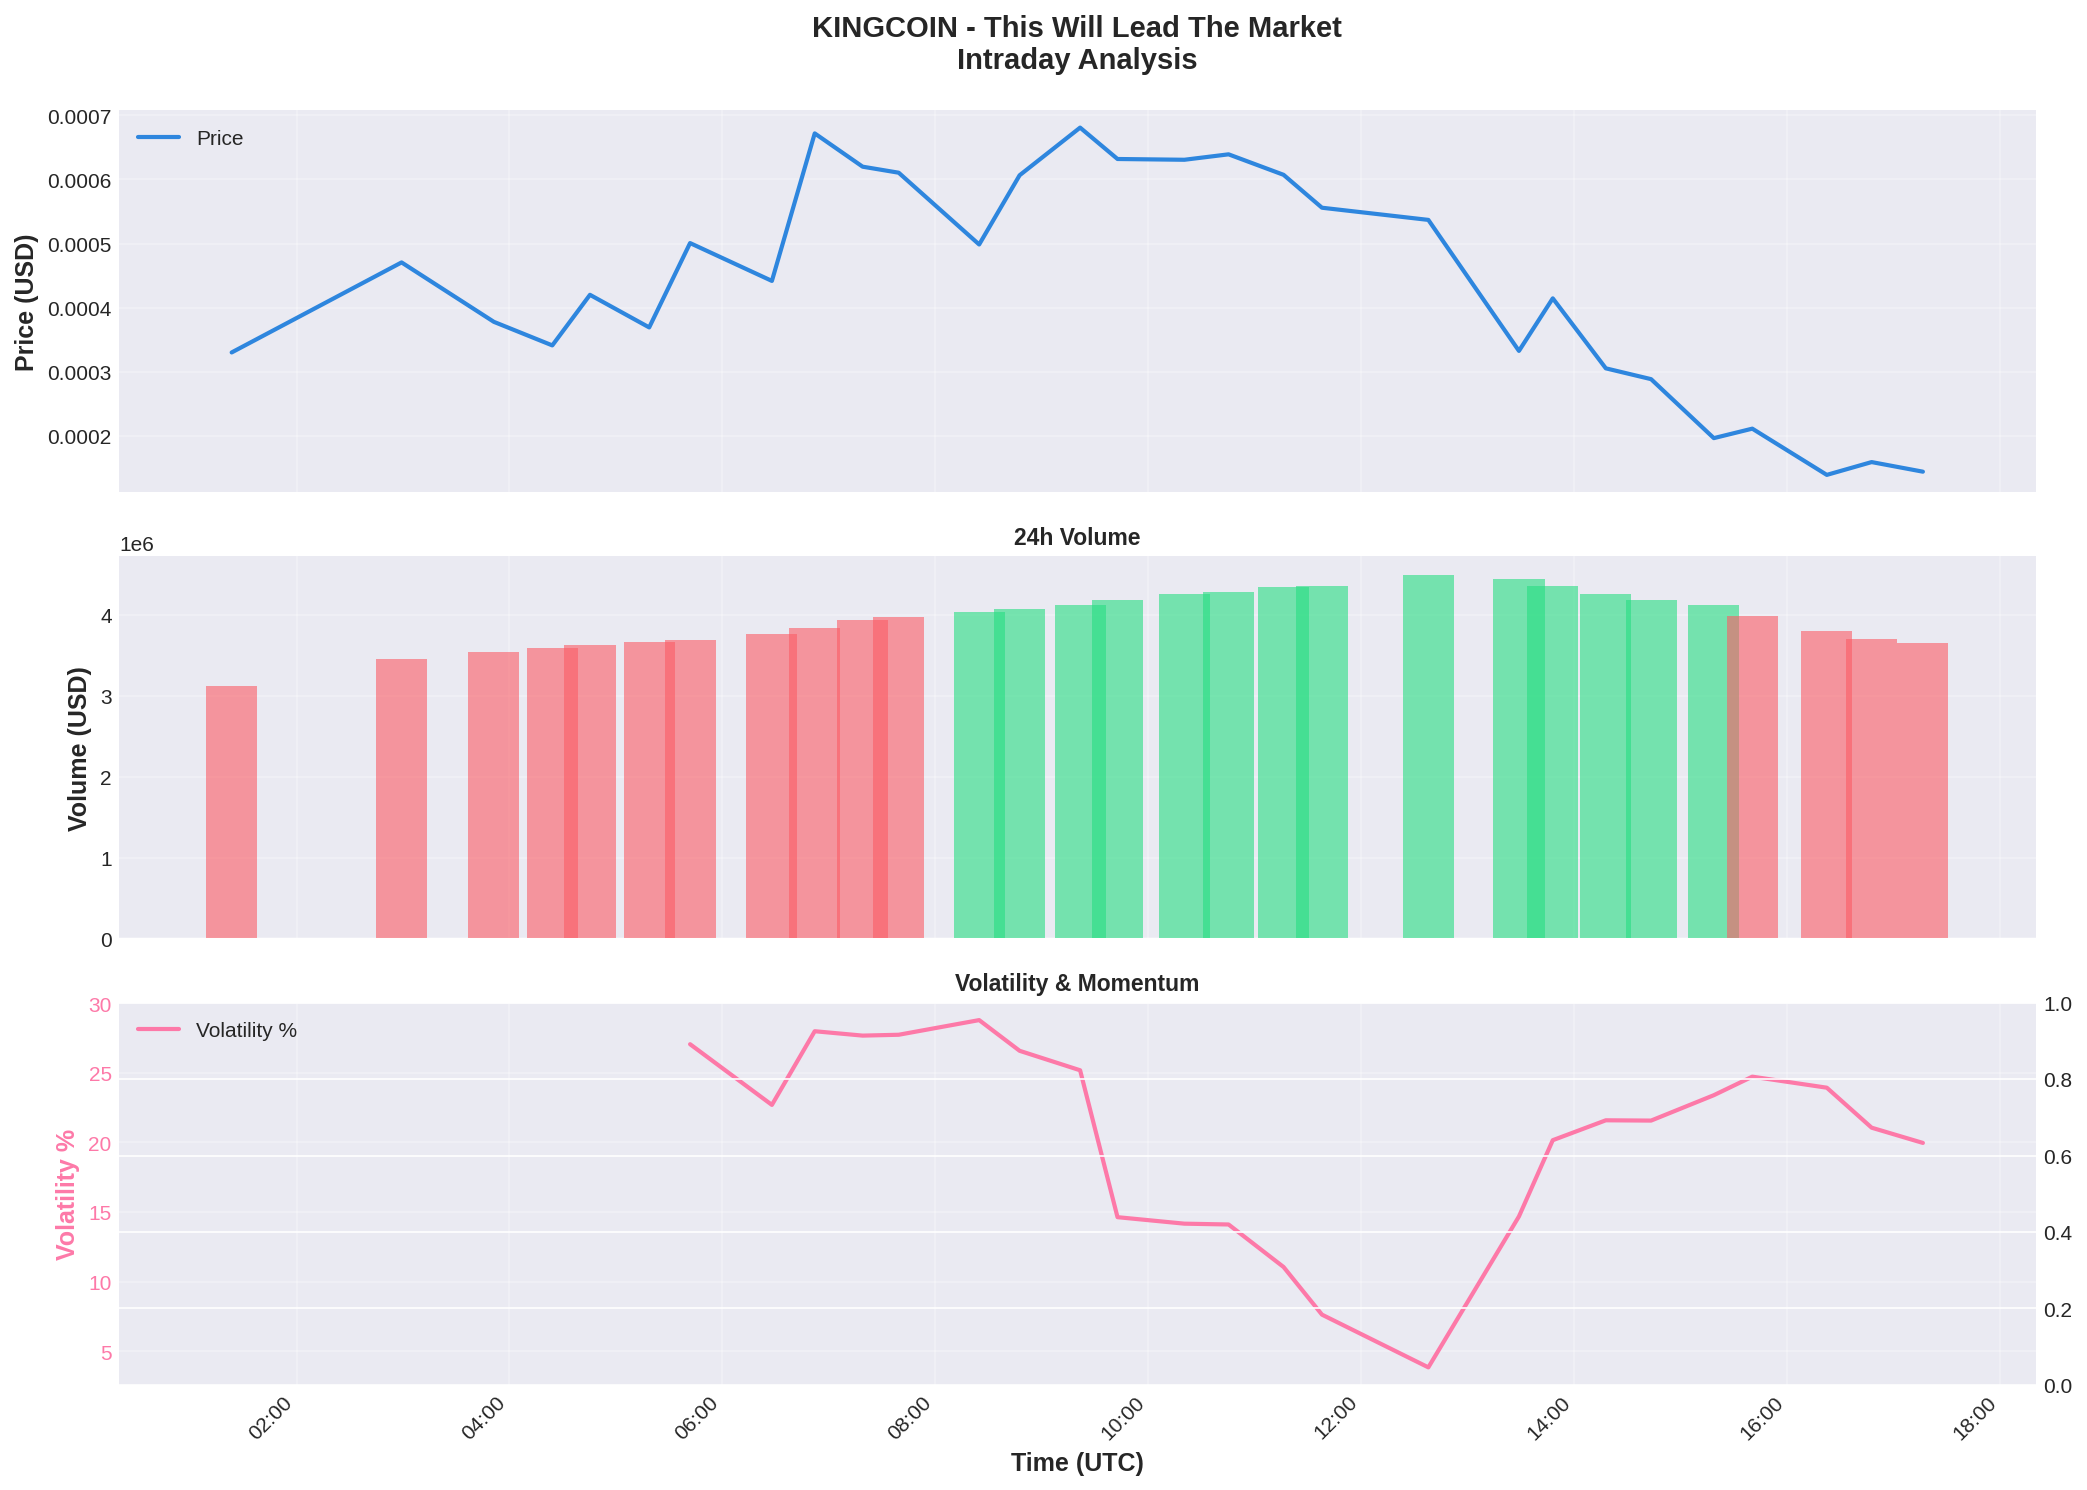 KINGCOIN - This Will Lead The Market
Intraday Analysis
Price
0.0007
0.0006
0.0005
0.0004
0.0003
0.0002
Price (USD)
24h Volume
1e6
4
3
2
1
0
Volume (USD)
Volatility & Momentum
Volatility %
30
25
20
15
10
5
Volatility %
1.0
0.8
0.6
0.4
0.2
0.0
02:00
04:00
06:00
08:00
10:00
12:00
14:00
16:00
18:00
Time (UTC)